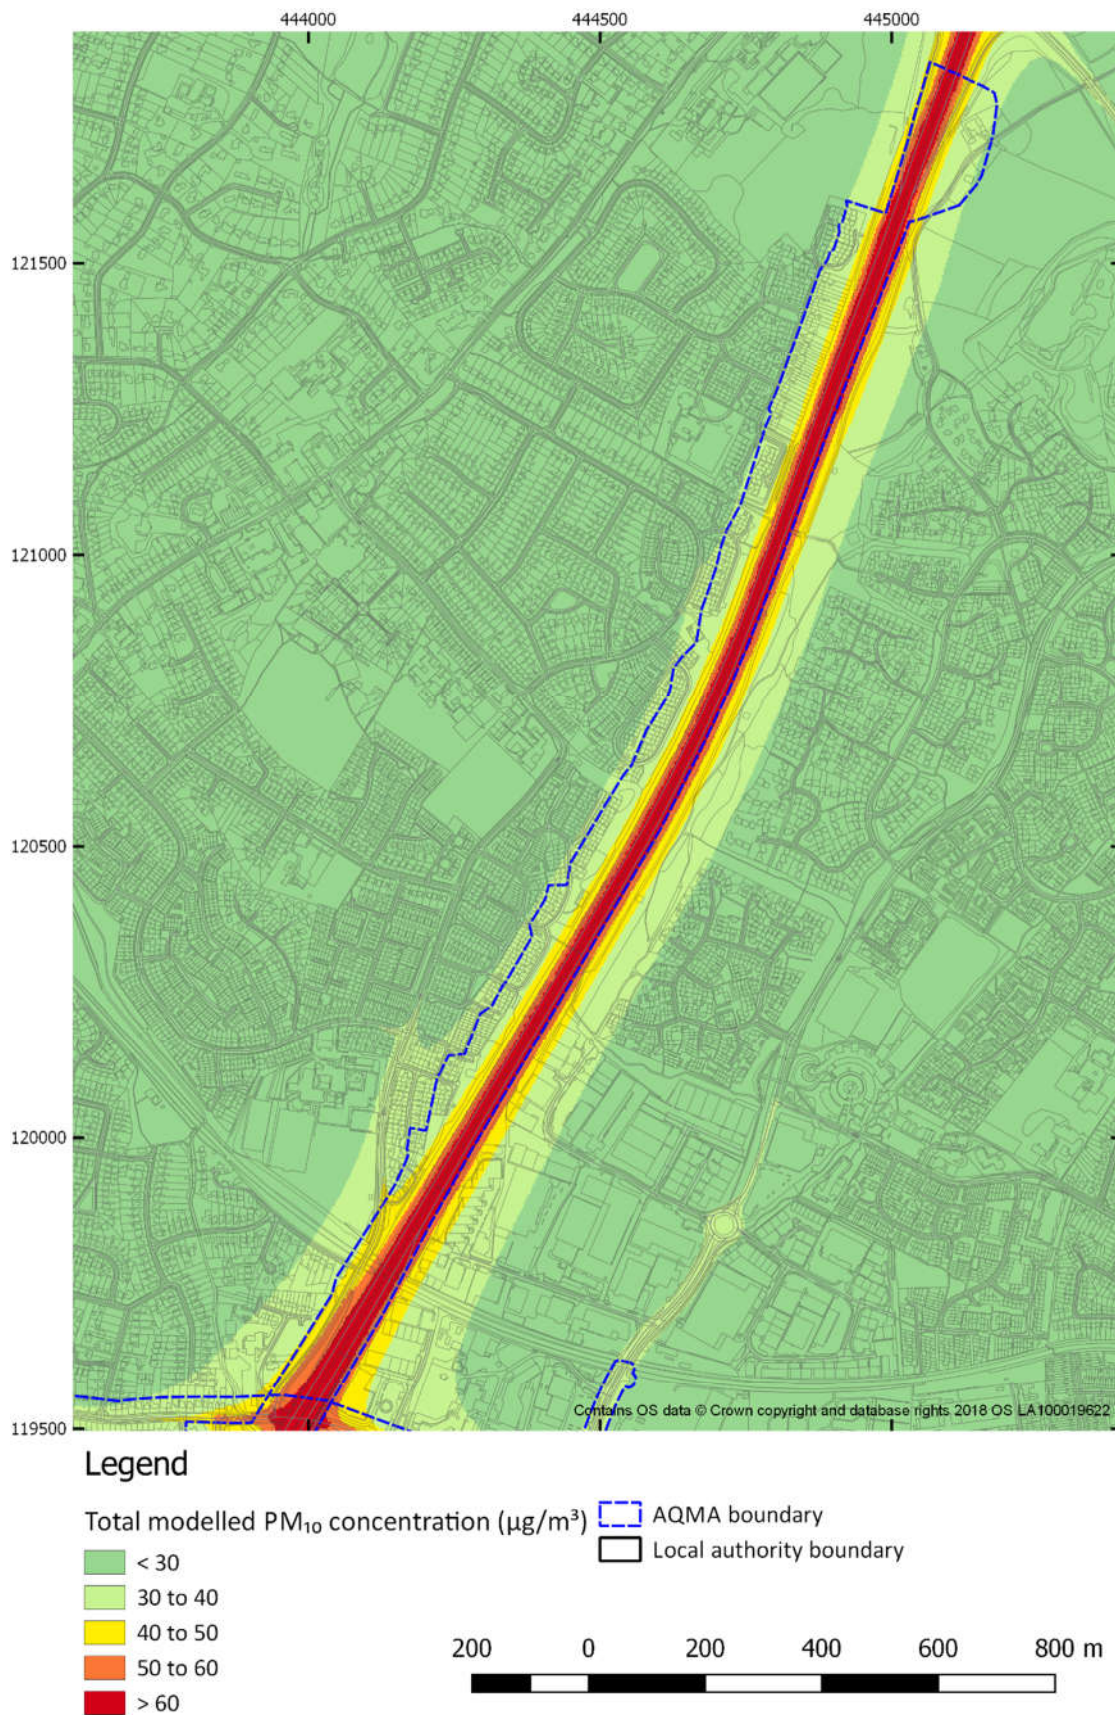 444000 444500 445000
121500
121000
120500
120000
119500
Contains OS data © Crown copyright and database rights 2018 OS LA100019622
Legend
Total modelled PM₁₀ concentration (µg/m³)
< 30
30 to 40
40 to 50
50 to 60
> 60
AQMA boundary
Local authority boundary
200 0 200 400 600 800 m